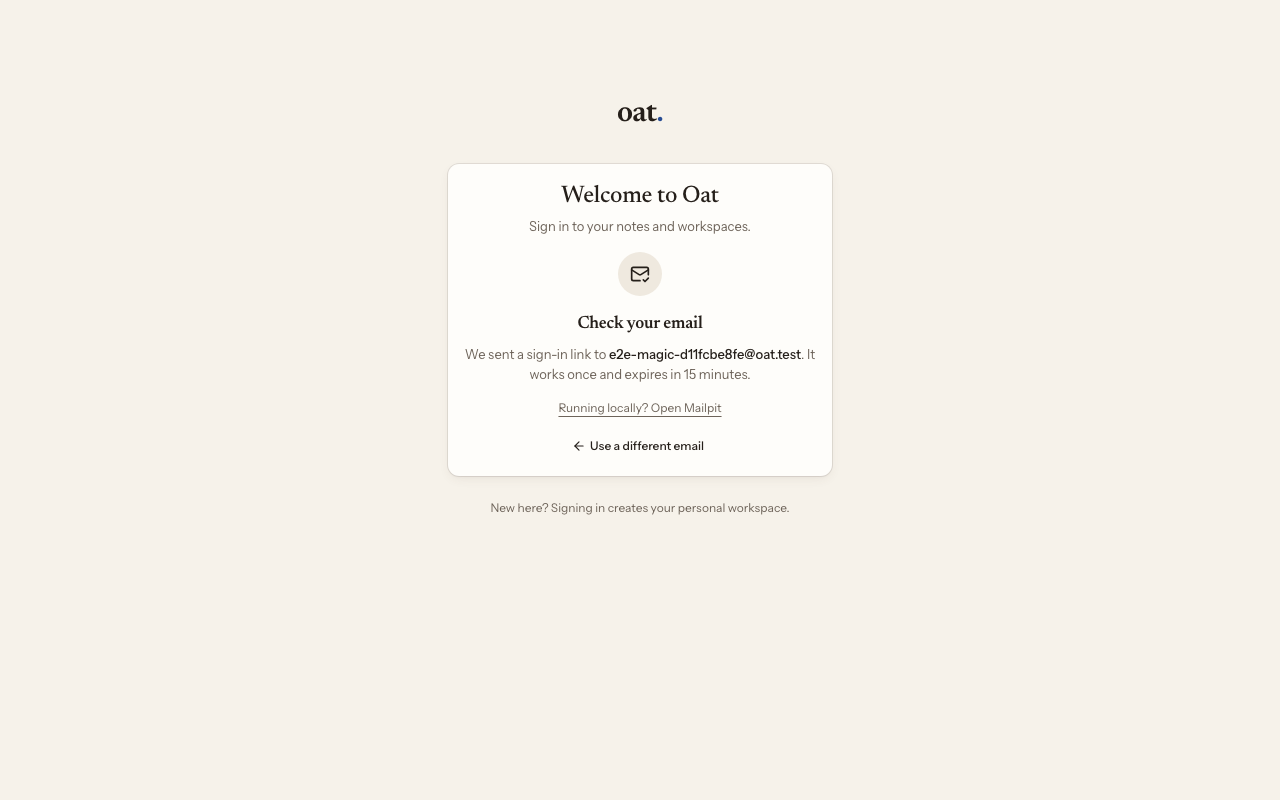 oat.
Welcome to Oat
Sign in to your notes and workspaces.
Check your email
We sent a sign-in link to e2e-magic-d11fcbe8fe@oat.test. It
works once and expires in 15 minutes.
Running locally? Open Mailpit
Use a different email
New here? Signing in creates your personal workspace.